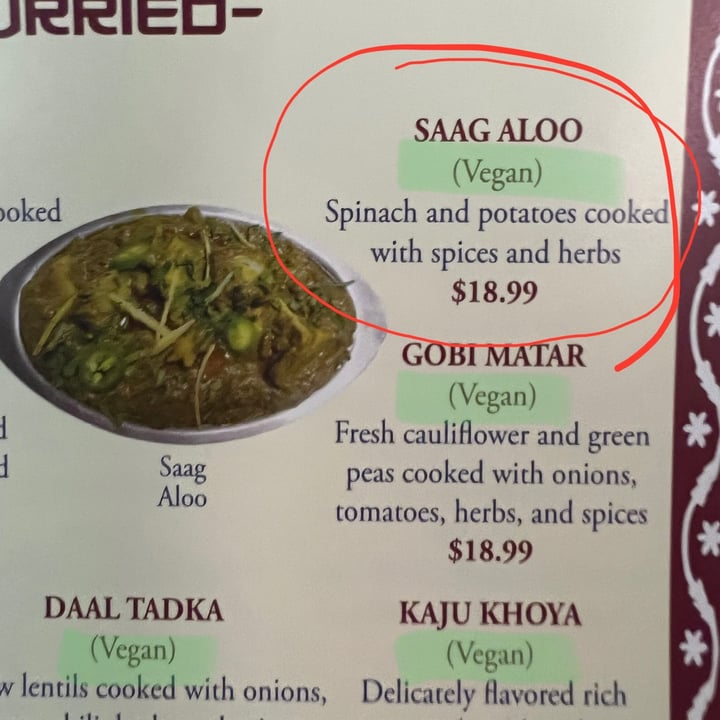 SAAG ALOO
(Vegan)
Spinach and potatoes cooked
with spices and herbs
$18.99
GOBI MATAR
(Vegan)
Fresh cauliflower and green
peas cooked with onions,
tomatoes, herbs, and spices
$18.99
Saag
Aloo
DAAL TADKA
(Vegan)
lentils cooked with onions,
KAJU KHOYA
(Vegan)
Delicately flavored rich